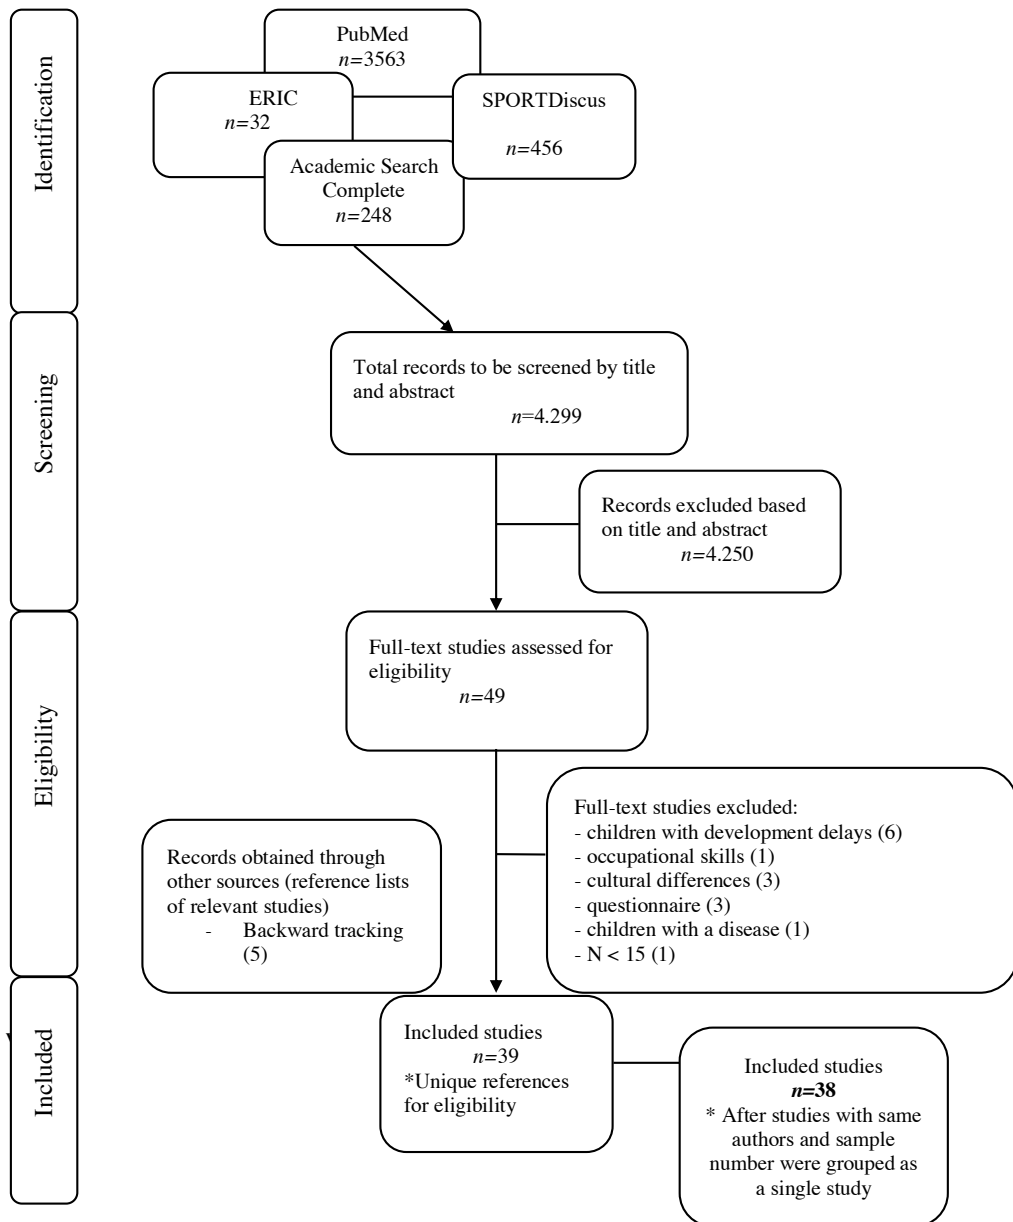 Identification
PubMed
n=3563
ERIC
n=32
SPORTDiscus
n=456
Academic Search
Complete
n=248
Screening
Total records to be screened by title
and abstract
n=4.299
Records excluded based
on title and abstract
n=4.250
Eligibility
Full-text studies assessed for
eligibility
n=49
Full-text studies excluded:
- children with development delays (6)
- occupational skills (1)
- cultural differences (3)
- questionnaire (3)
- children with a disease (1)
- N < 15 (1)
Records obtained through
other sources (reference lists
of relevant studies)
- Backward tracking
(5)
Included
Included studies
n=39
*Unique references
for eligibility
Included studies
n=38
* After studies with same
authors and sample
number were grouped as
a single study